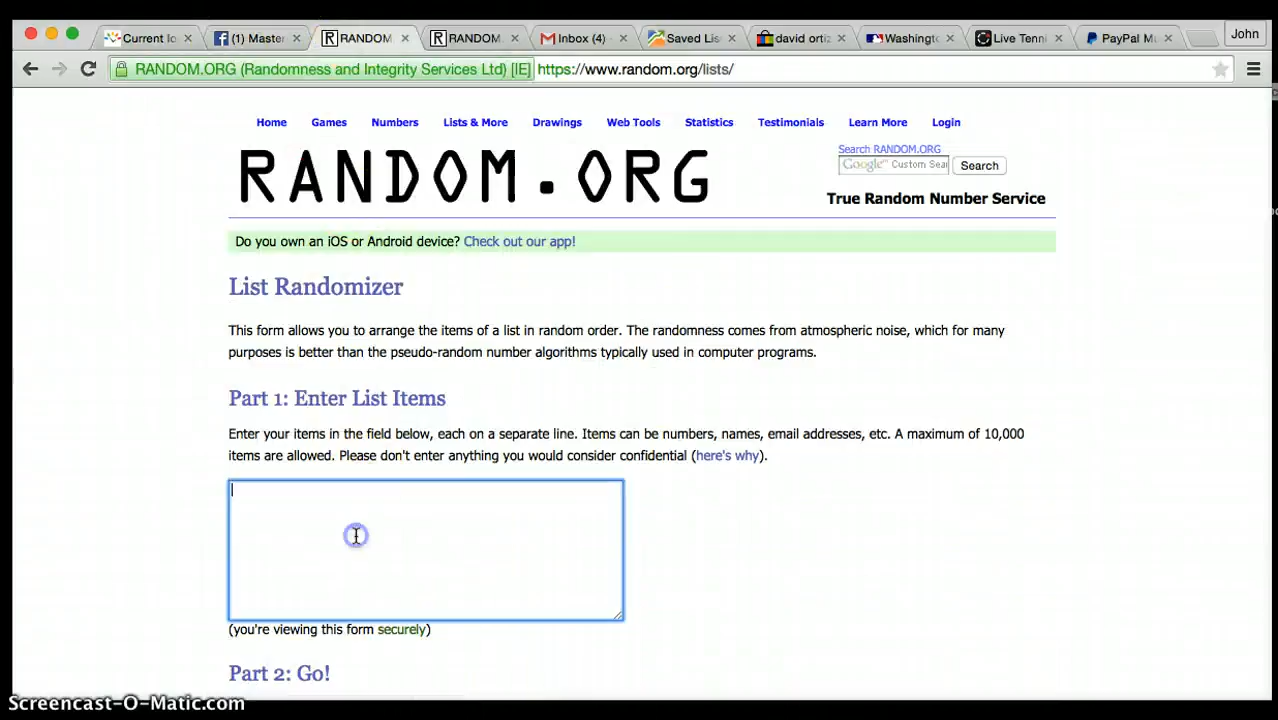 Current Io
(1) Master
RANDOM
RANDOM.
Inbox (4)
Saved Lis
david ortiz
Washingto
Live Tenni
PayPal Mu
John
RANDOM.ORG (Randomness and Integrity Services Ltd) [IE] https://www.random.org/lists/
Home Games Numbers Lists & More Drawings Web Tools Statistics Testimonials Learn More Login
RANDOM.ORG
Search RANDOM.ORG
Google™ Custom Sear Search
True Random Number Service
Do you own an iOS or Android device? Check out our app!
List Randomizer
This form allows you to arrange the items of a list in random order. The randomness comes from atmospheric noise, which for many
purposes is better than the pseudo-random number algorithms typically used in computer programs.
Part 1: Enter List Items
Enter your items in the field below, each on a separate line. Items can be numbers, names, email addresses, etc. A maximum of 10,000
items are allowed. Please don't enter anything you would consider confidential (here's why).
(you're viewing this form securely)
Part 2: Go!
Screencast-O-Matic.com